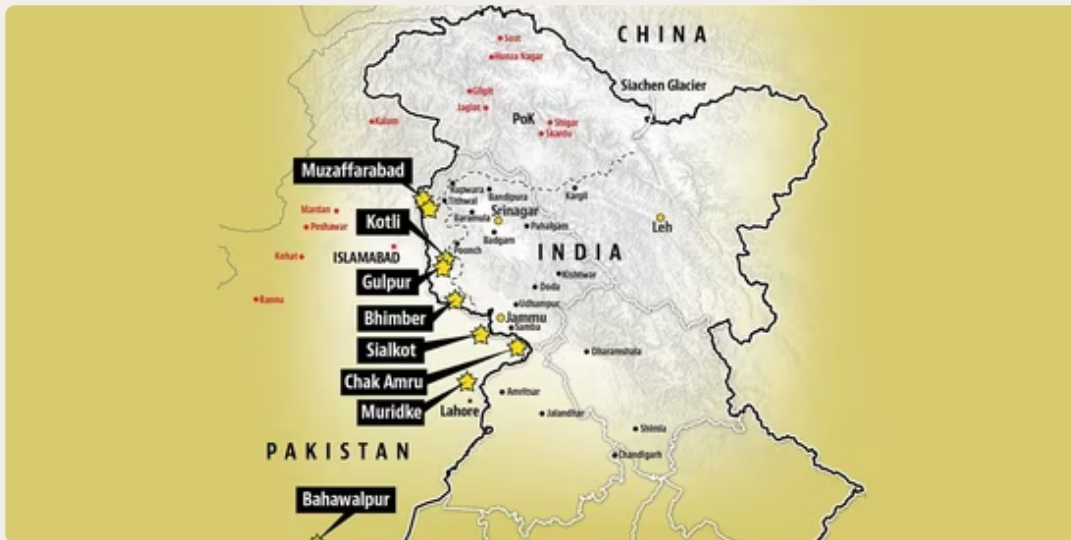 CHINA
Sost
Hunza Nagar
Siachen Glacier
Gilgit
Jaglot
PoK
Shigar
Skardu
Kalam
Muzaffarabad
Kupwara
Bandipura
Kargil
Tithwal
Mardan
Baramula
Srinagar
Peshawar
Kotli
Pahalgam
Leh
Badgam
Poonch
INDIA
Kohat
ISLAMABAD
Gulpur
Kishtwar
Doda
Bannu
Udhampur
Bhimber
Jammu
Samba
Sialkot
Dharamshala
Chak Amru
Amritsar
Muridke
Lahore
Jalandhar
Shimla
PAKISTAN
Chandigarh
Bahawalpur